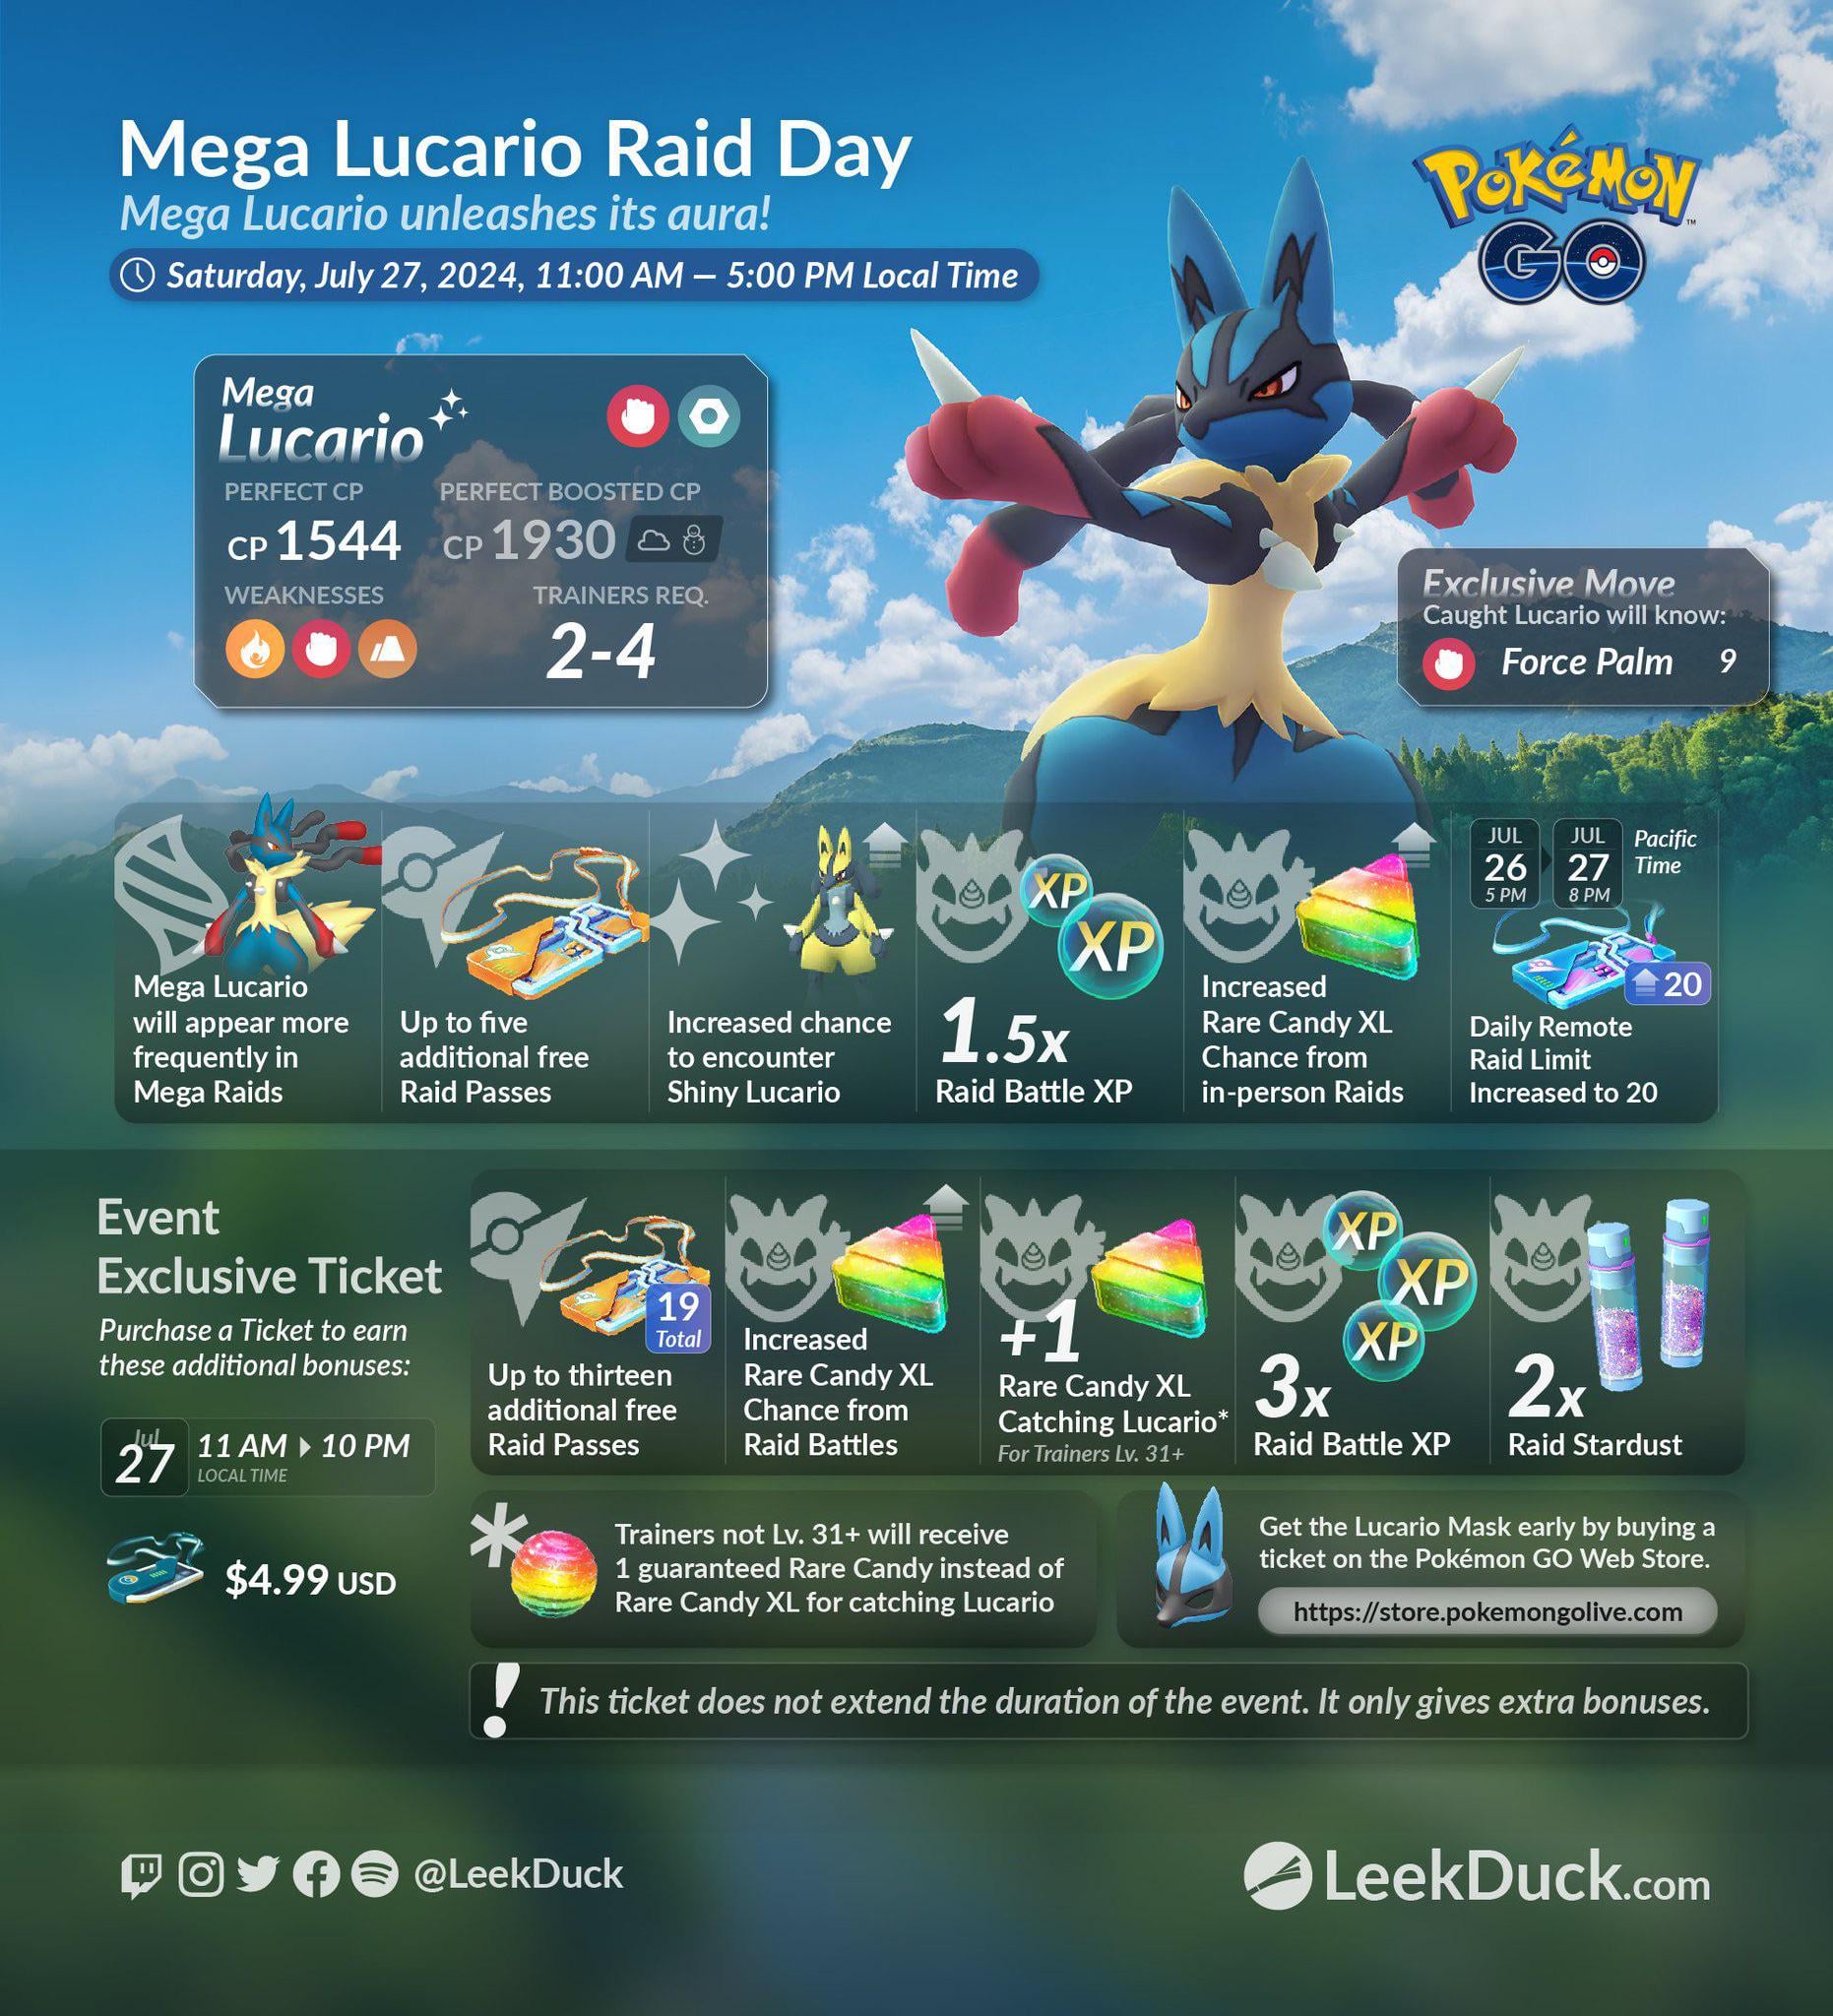 Mega Lucario Raid Day
Mega Lucario unleashes its aura!
Saturday, July 27, 2024, 11:00 AM — 5:00 PM Local Time
POKÉMON
™
GO
Mega
Lucario
PERFECT CP
PERFECT BOOSTED CP
CP 1544
CP 1930
WEAKNESSES
TRAINERS REQ.
2-4
Exclusive Move
Caught Lucario will know:
Force Palm 9
Mega Lucario
will appear more
frequently in
Mega Raids
Up to five
additional free
Raid Passes
Increased chance
to encounter
Shiny Lucario
XP
XP
1.5x
Raid Battle XP
Increased
Rare Candy XL
Chance from
in-person Raids
JUL
26
5 PM
JUL
27
8 PM
Pacific
Time
20
Daily Remote
Raid Limit
Increased to 20
Event
Exclusive Ticket
Purchase a Ticket to earn
these additional bonuses:
Jul
27
11 AM 10 PM
LOCAL TIME
$4.99 USD
19
Total
Up to thirteen
additional free
Raid Passes
Increased
Rare Candy XL
Chance from
Raid Battles
+1
Rare Candy XL
Catching Lucario*
For Trainers Lv. 31+
XP
XP
XP
3x
Raid Battle XP
2x
Raid Stardust
* Trainers not Lv. 31+ will receive
1 guaranteed Rare Candy instead of
Rare Candy XL for catching Lucario
Get the Lucario Mask early by buying a
ticket on the Pokémon GO Web Store.
https://store.pokemongolive.com
! This ticket does not extend the duration of the event. It only gives extra bonuses.
@LeekDuck
LeekDuck.com